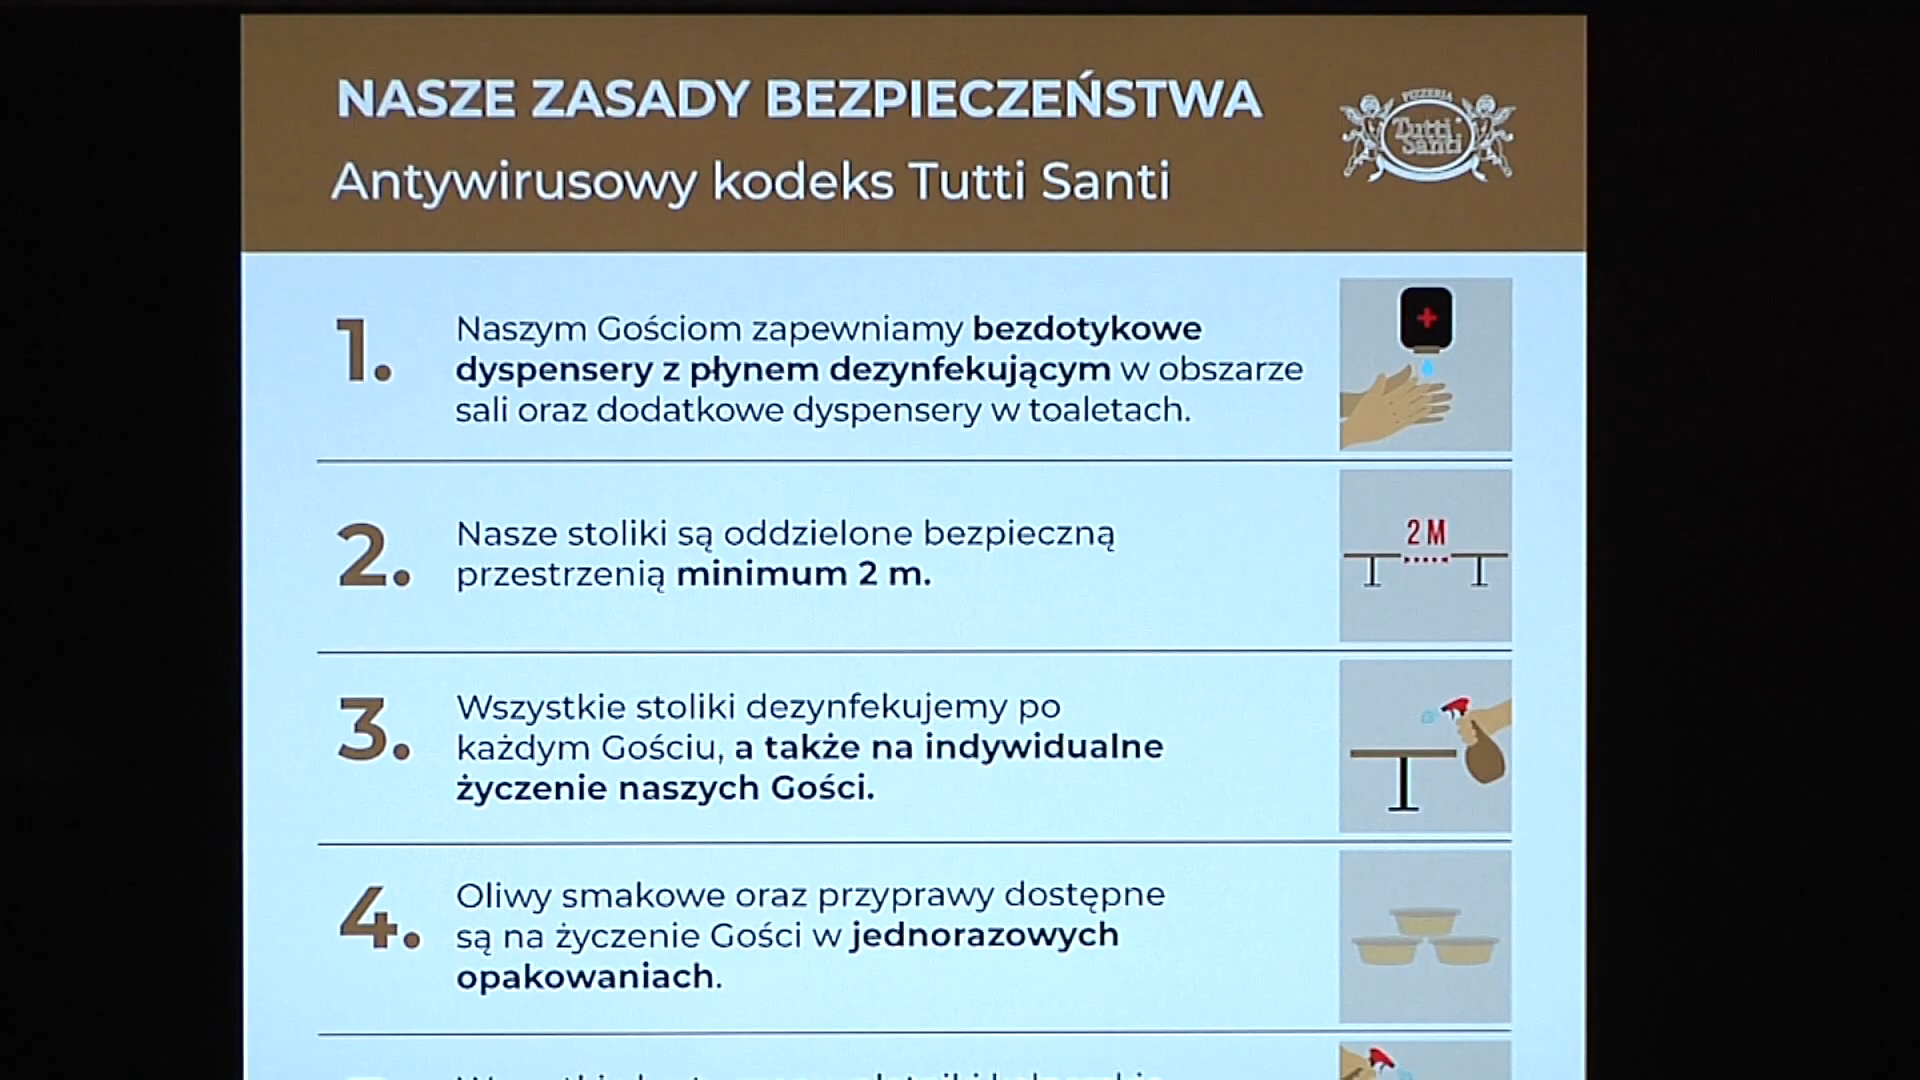 NASZE ZASADY BEZPIECZEŃSTWA
Antywirusowy kodeks Tutti Santi
PIZZERIA
Tutti
Santi
1.
Naszym Gościom zapewniamy bezdotykowe
dyspensery z płynem dezynfekującym w obszarze
sali oraz dodatkowe dyspensery w toaletach.
2.
Nasze stoliki są oddzielone bezpieczną
przestrzenią minimum 2 m.
2 M
3.
Wszystkie stoliki dezynfekujemy po
każdym Gościu, a także na indywidualne
życzenie naszych Gości.
4.
Oliwy smakowe oraz przyprawy dostępne
są na życzenie Gości w jednorazowych
opakowaniach.